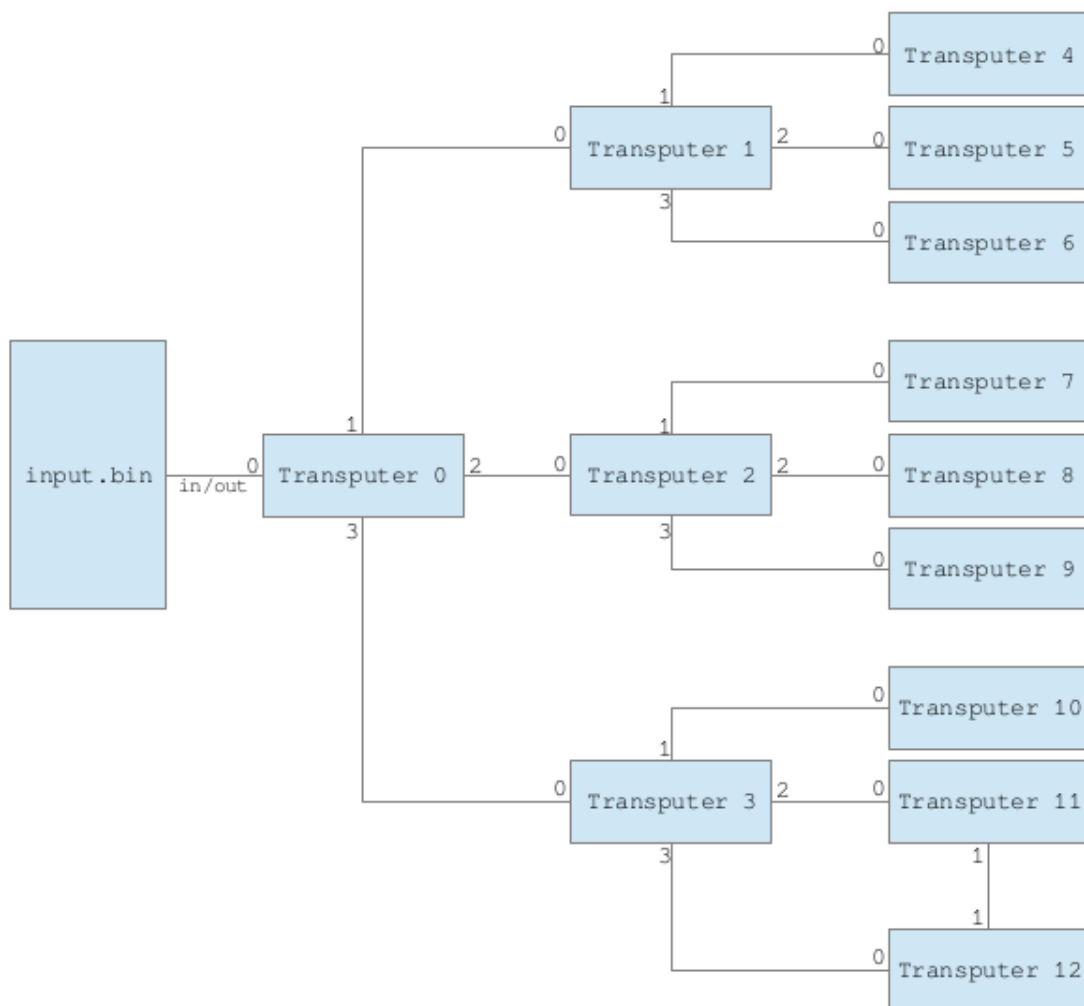 0
Transputer 4
1
0
Transputer 1
2
0
Transputer 5
3
0
Transputer 6
input.bin
in/out
0
1
Transputer 0
2
3
0
Transputer 2
1
2
3
0
Transputer 7
0
Transputer 8
0
Transputer 9
0
Transputer 3
1
2
3
0
Transputer 10
0
Transputer 11
1
1
0
Transputer 12